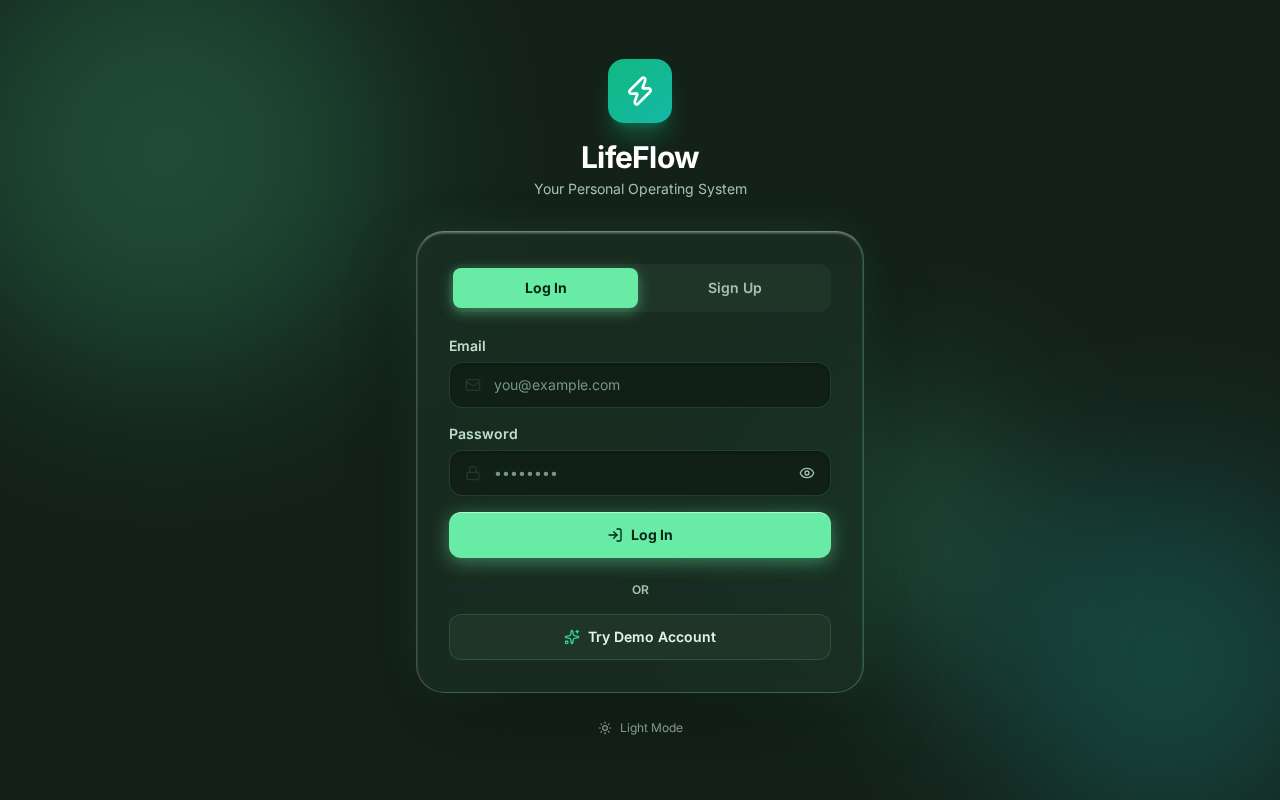 LifeFlow
Your Personal Operating System
Log In
Sign Up
Email
you@example.com
Password
••••••••
Log In
OR
Try Demo Account
Light Mode